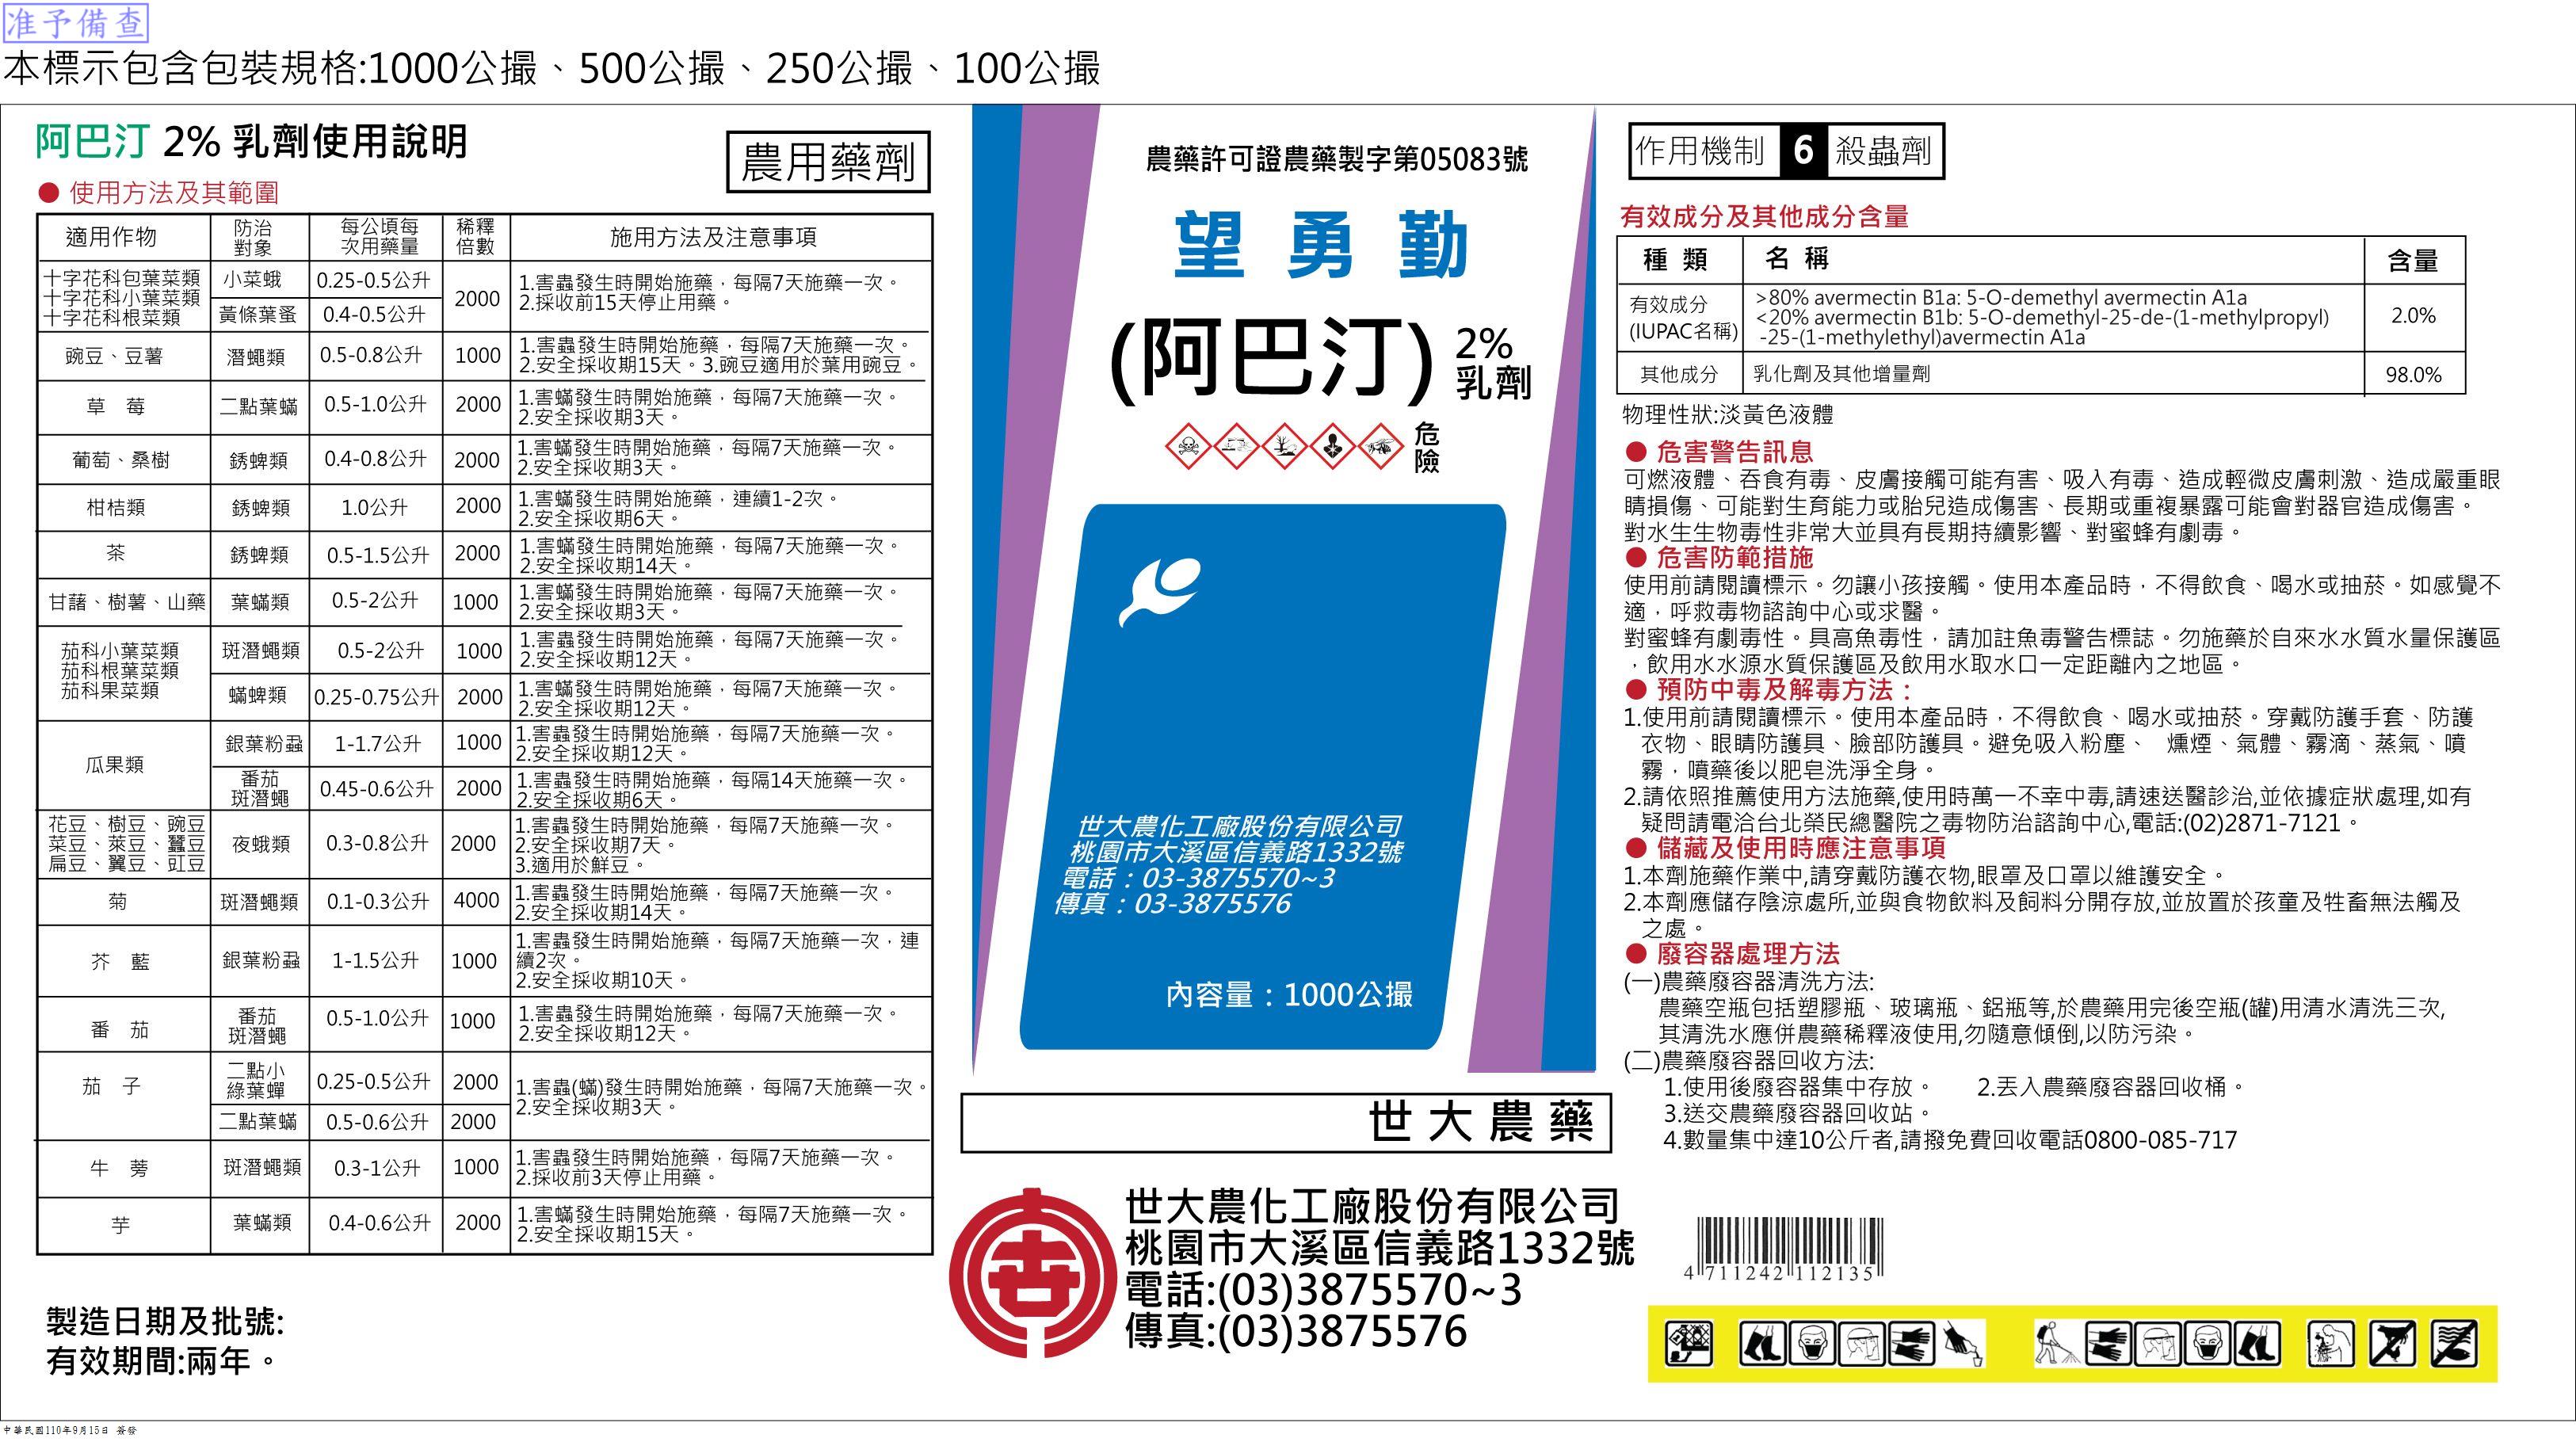 准予備查
本標示包含包裝規格:1000公撮、500公撮、250公撮、100公撮
阿巴汀 2% 乳劑使用說明
農用藥劑
● 使用方法及其範圍
適用作物 防治對象 每公頃每次用藥量 稀釋倍數 施用方法及注意事項
十字花科包葉菜類
十字花科小葉菜類
十字花科根菜類
小菜蛾 0.25-0.5公升
黃條葉蚤 0.4-0.5公升
2000
1.害蟲發生時開始施藥，每隔7天施藥一次。
2.採收前15天停止用藥。
豌豆、豆薯 潛蠅類 0.5-0.8公升 1000
1.害蟲發生時開始施藥，每隔7天施藥一次。
2.安全採收期15天。3.豌豆適用於葉用豌豆。
草 莓 二點葉蟎 0.5-1.0公升 2000
1.害蟎發生時開始施藥，每隔7天施藥一次。
2.安全採收期3天。
葡萄、桑樹 銹蜱類 0.4-0.8公升 2000
1.害蟎發生時開始施藥，每隔7天施藥一次。
2.安全採收期3天。
柑桔類 銹蜱類 1.0公升 2000
1.害蟎發生時開始施藥，連續1-2次。
2.安全採收期6天。
茶 銹蜱類 0.5-1.5公升 2000
1.害蟎發生時開始施藥，每隔7天施藥一次。
2.安全採收期14天。
甘藷、樹薯、山藥 葉蟎類 0.5-2公升 1000
1.害蟎發生時開始施藥，每隔7天施藥一次。
2.安全採收期3天。
茄科小葉菜類
茄科根葉菜類
茄科果菜類
斑潛蠅類 0.5-2公升 1000
1.害蟲發生時開始施藥，每隔7天施藥一次。
2.安全採收期12天。
蟎蜱類 0.25-0.75公升 2000
1.害蟎發生時開始施藥，每隔7天施藥一次。
2.安全採收期12天。
瓜果類
銀葉粉蝨 1-1.7公升 1000
1.害蟲發生時開始施藥，每隔7天施藥一次。
2.安全採收期12天。
番茄
斑潛蠅
0.45-0.6公升 2000
1.害蟲發生時開始施藥，每隔14天施藥一次。
2.安全採收期6天。
花豆、樹豆、豌豆
菜豆、萊豆、蠶豆
扁豆、翼豆、豇豆
夜蛾類 0.3-0.8公升 2000
1.害蟲發生時開始施藥，每隔7天施藥一次。
2.安全採收期7天。
3.適用於鮮豆。
菊 斑潛蠅類 0.1-0.3公升 4000
1.害蟲發生時開始施藥，每隔7天施藥一次。
2.安全採收期14天。
芥 藍 銀葉粉蝨 1-1.5公升 1000
1.害蟲發生時開始施藥，每隔7天施藥一次，連
續2次。
2.安全採收期10天。
番 茄
番茄
斑潛蠅
0.5-1.0公升 1000
1.害蟲發生時開始施藥，每隔7天施藥一次。
2.安全採收期12天。
茄 子
二點小
綠葉蟬
0.25-0.5公升 2000
二點葉蟎 0.5-0.6公升 2000
1.害蟲(蟎)發生時開始施藥，每隔7天施藥一次。
2.安全採收期3天。
牛 蒡 斑潛蠅類 0.3-1公升 1000
1.害蟲發生時開始施藥，每隔7天施藥一次。
2.採收前3天停止用藥。
芋 葉蟎類 0.4-0.6公升 2000
1.害蟎發生時開始施藥，每隔7天施藥一次。
2.安全採收期15天。
製造日期及批號:
有效期間:兩年。
農藥許可證農藥製字第05083號
望勇勤
(阿巴汀) 2%
乳劑
危
險
世大農化工廠股份有限公司
桃園市大溪區信義路1332號
電話：03-3875570~3
傳真：03-3875576
內容量：1000公撮
世大農藥
世大農化工廠股份有限公司
桃園市大溪區信義路1332號
電話:(03)3875570~3
傳真:(03)3875576
作用機制 6 殺蟲劑
有效成分及其他成分含量
種 類 名 稱 含量
有效成分
(IUPAC名稱)
>80% avermectin B1a: 5-O-demethyl avermectin A1a
<20% avermectin B1b: 5-O-demethyl-25-de-(1-methylpropyl)
-25-(1-methylethyl)avermectin A1a
2.0%
其他成分 乳化劑及其他增量劑 98.0%
物理性狀:淡黃色液體
● 危害警告訊息
可燃液體、吞食有毒、皮膚接觸可能有害、吸入有毒、造成輕微皮膚刺激、造成嚴重眼
睛損傷、可能對生育能力或胎兒造成傷害、長期或重複暴露可能會對器官造成傷害。
對水生生物毒性非常大並具有長期持續影響、對蜜蜂有劇毒。
● 危害防範措施
使用前請閱讀標示。勿讓小孩接觸。使用本產品時，不得飲食、喝水或抽菸。如感覺不
適，呼救毒物諮詢中心或求醫。
對蜜蜂有劇毒性。具高魚毒性，請加註魚毒警告標誌。勿施藥於自來水水質水量保護區
，飲用水水源水質保護區及飲用水取水口一定距離內之地區。
● 預防中毒及解毒方法：
1.使用前請閱讀標示。使用本產品時，不得飲食、喝水或抽菸。穿戴防護手套、防護
衣物、眼睛防護具、臉部防護具。避免吸入粉塵、 燻煙、氣體、霧滴、蒸氣、噴
霧，噴藥後以肥皂洗淨全身。
2.請依照推薦使用方法施藥,使用時萬一不幸中毒,請速送醫診治,並依據症狀處理,如有
疑問請電洽台北榮民總醫院之毒物防治諮詢中心,電話:(02)2871-7121。
● 儲藏及使用時應注意事項
1.本劑施藥作業中,請穿戴防護衣物,眼罩及口罩以維護安全。
2.本劑應儲存陰涼處所,並與食物飲料及飼料分開存放,並放置於孩童及牲畜無法觸及
之處。
● 廢容器處理方法
(一)農藥廢容器清洗方法:
農藥空瓶包括塑膠瓶、玻璃瓶、鋁瓶等,於農藥用完後空瓶(罐)用清水清洗三次,
其清洗水應併農藥稀釋液使用,勿隨意傾倒,以防污染。
(二)農藥廢容器回收方法:
1.使用後廢容器集中存放。 2.丟入農藥廢容器回收桶。
3.送交農藥廢容器回收站。
4.數量集中達10公斤者,請撥免費回收電話0800-085-717
4 711242 112135
中華民國110年9月15日 簽發